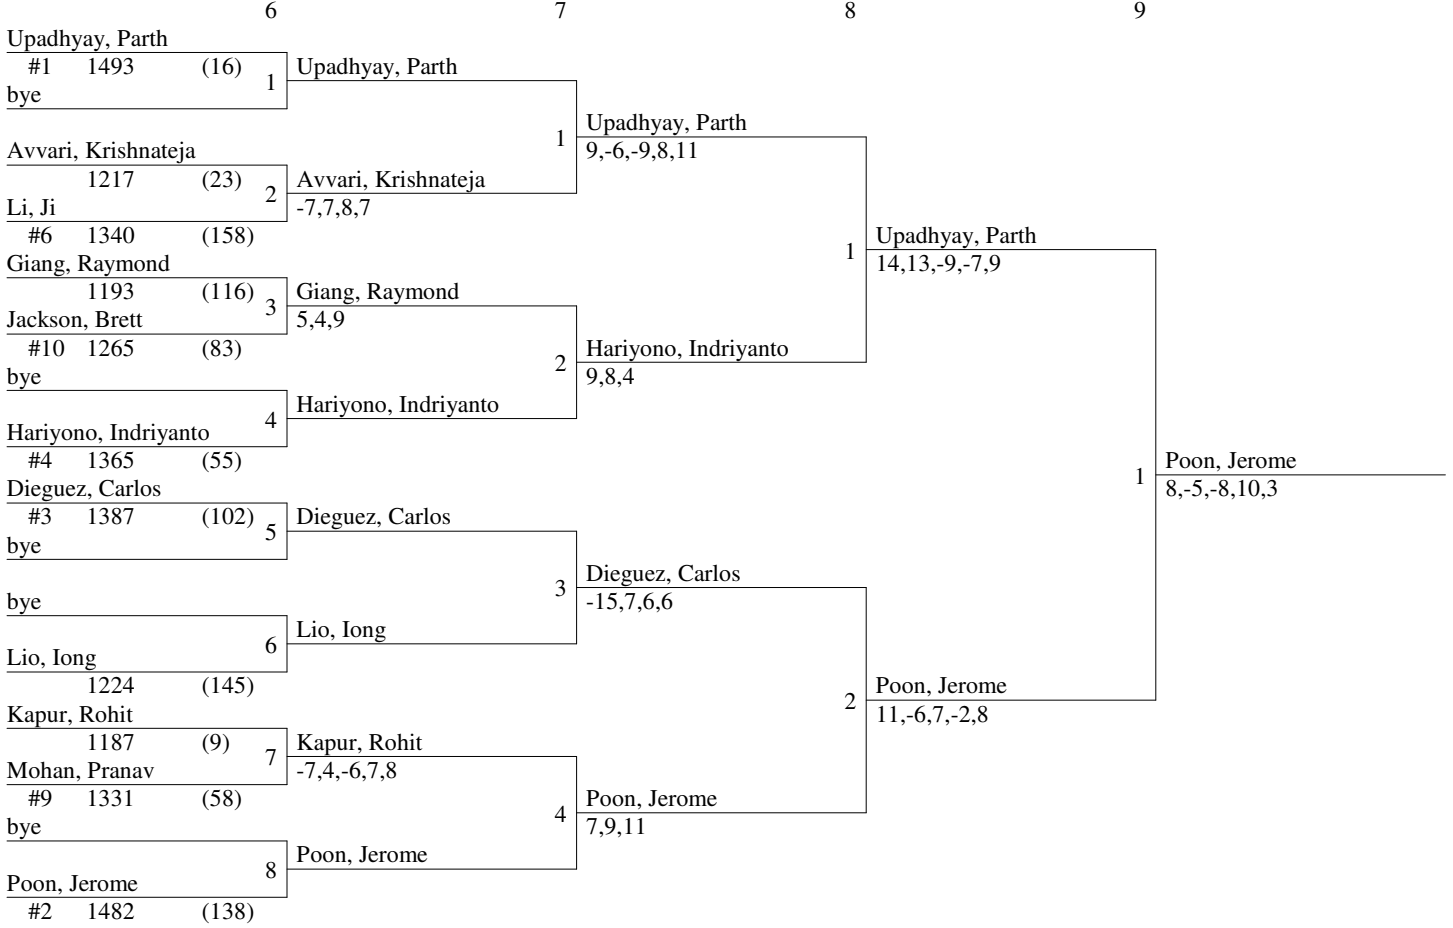 6 7 8 9
Upadhyay, Parth
#1 1493 (16)
bye
1
Upadhyay, Parth
Avvari, Krishnateja
1217 (23)
Li, Ji
#6 1340 (158)
2
Avvari, Krishnateja
-7,7,8,7
Giang, Raymond
1193 (116)
Jackson, Brett
#10 1265 (83)
3
Giang, Raymond
5,4,9
bye
Hariyono, Indriyanto
#4 1365 (55)
4
Hariyono, Indriyanto
Dieguez, Carlos
#3 1387 (102)
bye
5
Dieguez, Carlos
bye
Lio, Iong
1224 (145)
6
Lio, Iong
Kapur, Rohit
1187 (9)
Mohan, Pranav
#9 1331 (58)
7
Kapur, Rohit
-7,4,-6,7,8
bye
Poon, Jerome
#2 1482 (138)
8
Poon, Jerome
1
Upadhyay, Parth
9,-6,-9,8,11
2
Hariyono, Indriyanto
9,8,4
3
Dieguez, Carlos
-15,7,6,6
4
Poon, Jerome
7,9,11
1
Upadhyay, Parth
14,13,-9,-7,9
2
Poon, Jerome
11,-6,7,-2,8
1
Poon, Jerome
8,-5,-8,10,3